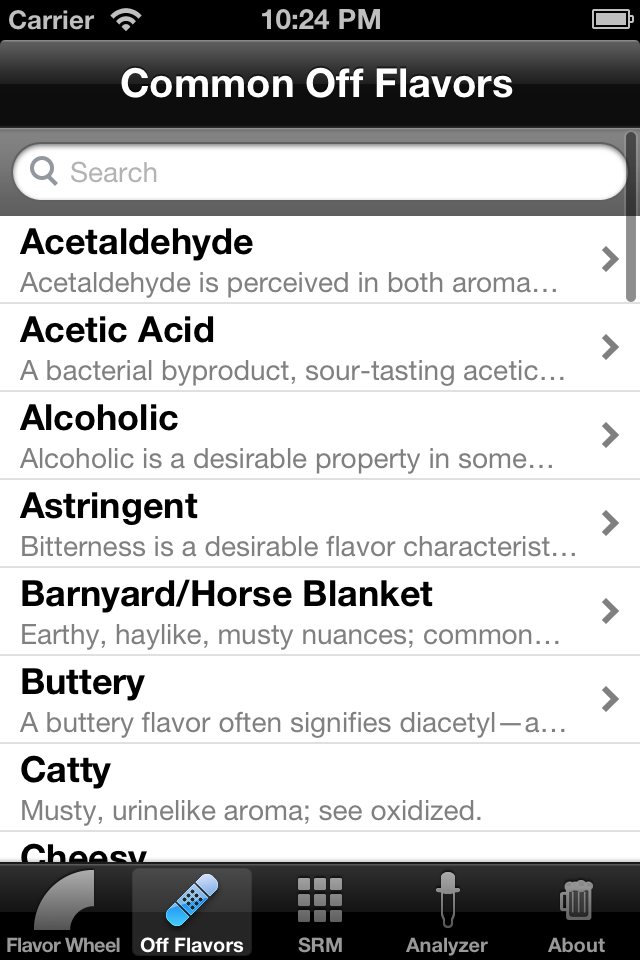 Carrier 10:24 PM
Common Off Flavors
Search
Acetaldehyde
Acetaldehyde is perceived in both aroma…
Acetic Acid
A bacterial byproduct, sour-tasting acetic…
Alcoholic
Alcoholic is a desirable property in some…
Astringent
Bitterness is a desirable flavor characterist…
Barnyard/Horse Blanket
Earthy, haylike, musty nuances; common…
Buttery
A buttery flavor often signifies diacetyl—a…
Catty
Musty, urinelike aroma; see oxidized.
Cheesy
Flavor Wheel Off Flavors SRM Analyzer About